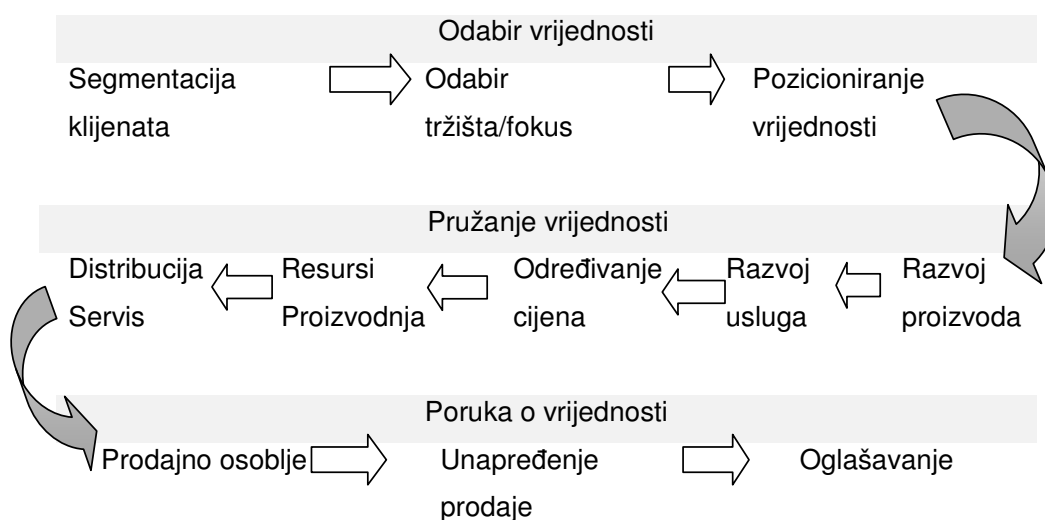 Odabir vrijednosti
Segmentacija Odabir Pozicioniranje
klijenata tržišta/fokus vrijednosti
Pružanje vrijednosti
Distribucija Resursi Određivanje Razvoj Razvoj
Servis Proizvodnja cijena usluga proizvoda
Poruka o vrijednosti
Prodajno osoblje Unapređenje Oglašavanje
prodaje